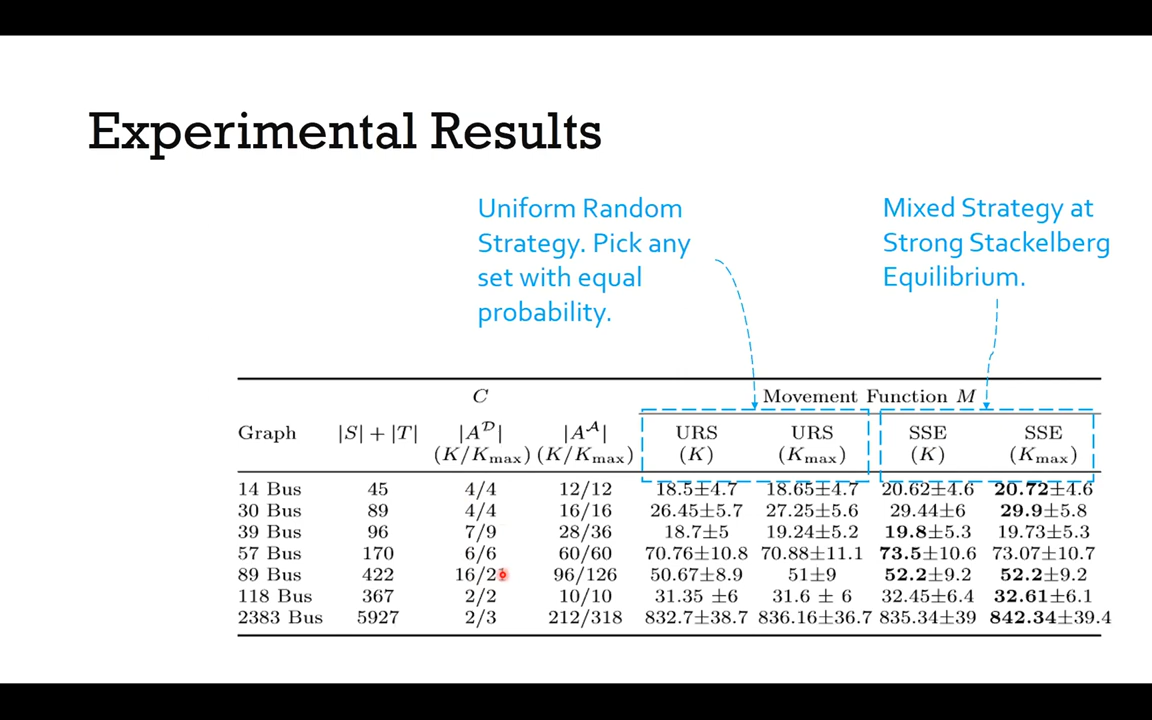 Experimental Results
Uniform Random
Strategy. Pick any
set with equal
probability.
Mixed Strategy at
Strong Stackelberg
Equilibrium.
C Movement Function M
Graph |S| + |T| |A^D| |A^A| URS URS SSE SSE
(K/Kmax) (K/Kmax) (K) (Kmax) (K) (Kmax)
14 Bus 45 4/4 12/12 18.5±4.7 18.65±4.7 20.62±4.6 20.72±4.6
30 Bus 89 4/4 16/16 26.45±5.7 27.25±5.6 29.44±6 29.9±5.8
39 Bus 96 7/9 28/36 18.7±5 19.24±5.2 19.8±5.3 19.73±5.3
57 Bus 170 6/6 60/60 70.76±10.8 70.88±11.1 73.5±10.6 73.07±10.7
89 Bus 422 96/126 50.67±8.9 51±9 52.2±9.2 52.2±9.2
118 Bus 367 2/2 10/10 31.35 ±6 31.6 ± 6 32.45±6.4 32.61±6.1
2383 Bus 5927 2/3 212/318 832.7±38.7 836.16±36.7 835.34±39 842.34±39.4